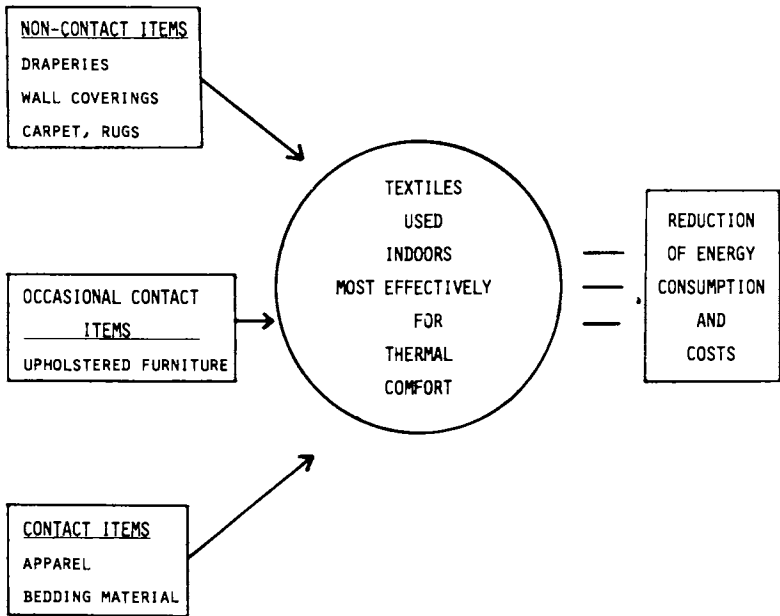 NON-CONTACT ITEMS
DRAPERIES
WALL COVERINGS
CARPET, RUGS
OCCASIONAL CONTACT
ITEMS
UPHOLSTERED FURNITURE
CONTACT ITEMS
APPAREL
BEDDING MATERIAL
TEXTILES
USED
INDOORS
MOST EFFECTIVELY
FOR
THERMAL
COMFORT
REDUCTION
OF ENERGY
CONSUMPTION
AND
COSTS